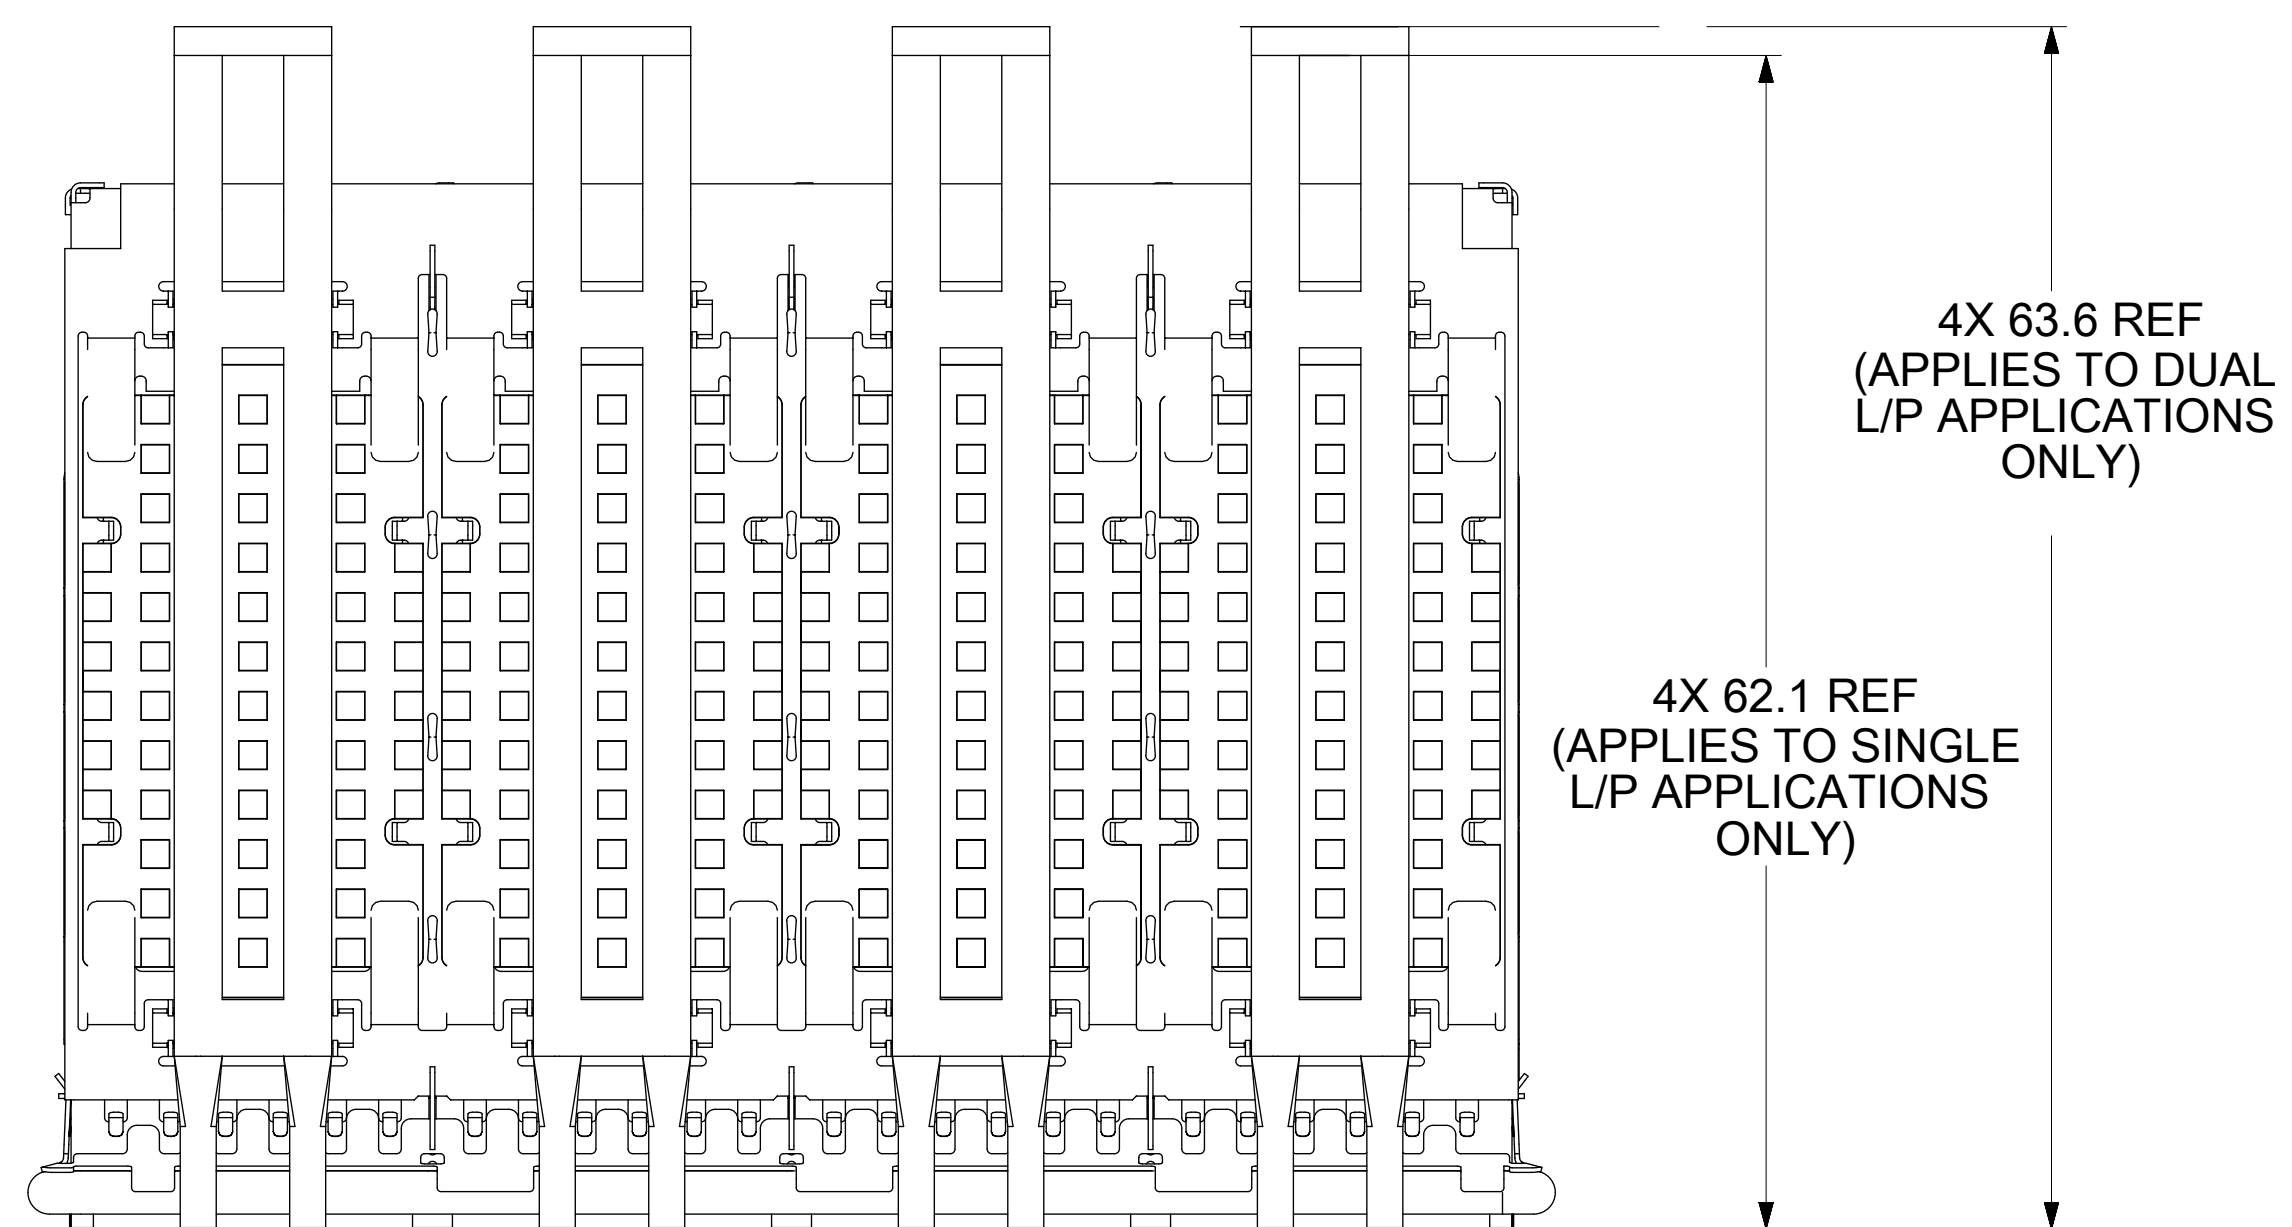 4X 63.6 REF
(APPLIES TO DUAL
L/P APPLICATIONS
ONLY)
4X 62.1 REF
(APPLIES TO SINGLE
L/P APPLICATIONS
ONLY)